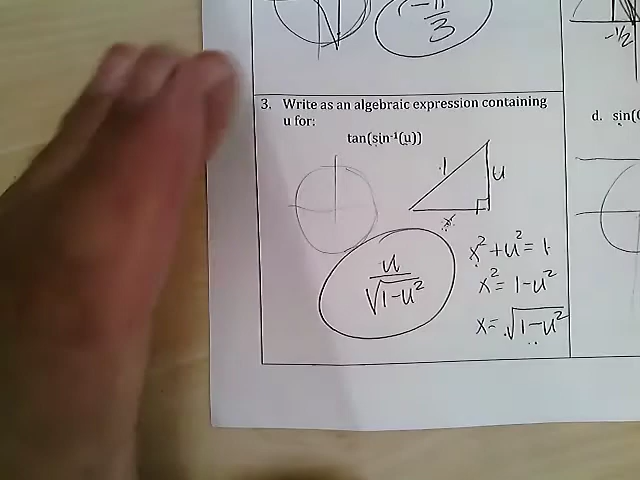 -π/3
-1/2
3. Write as an algebraic expression containing
u for:
tan(sin⁻¹(u))
d. sin(
1
u
x
x² + u² = 1
x² = 1-u²
x = √1-u²
u/√1-u²